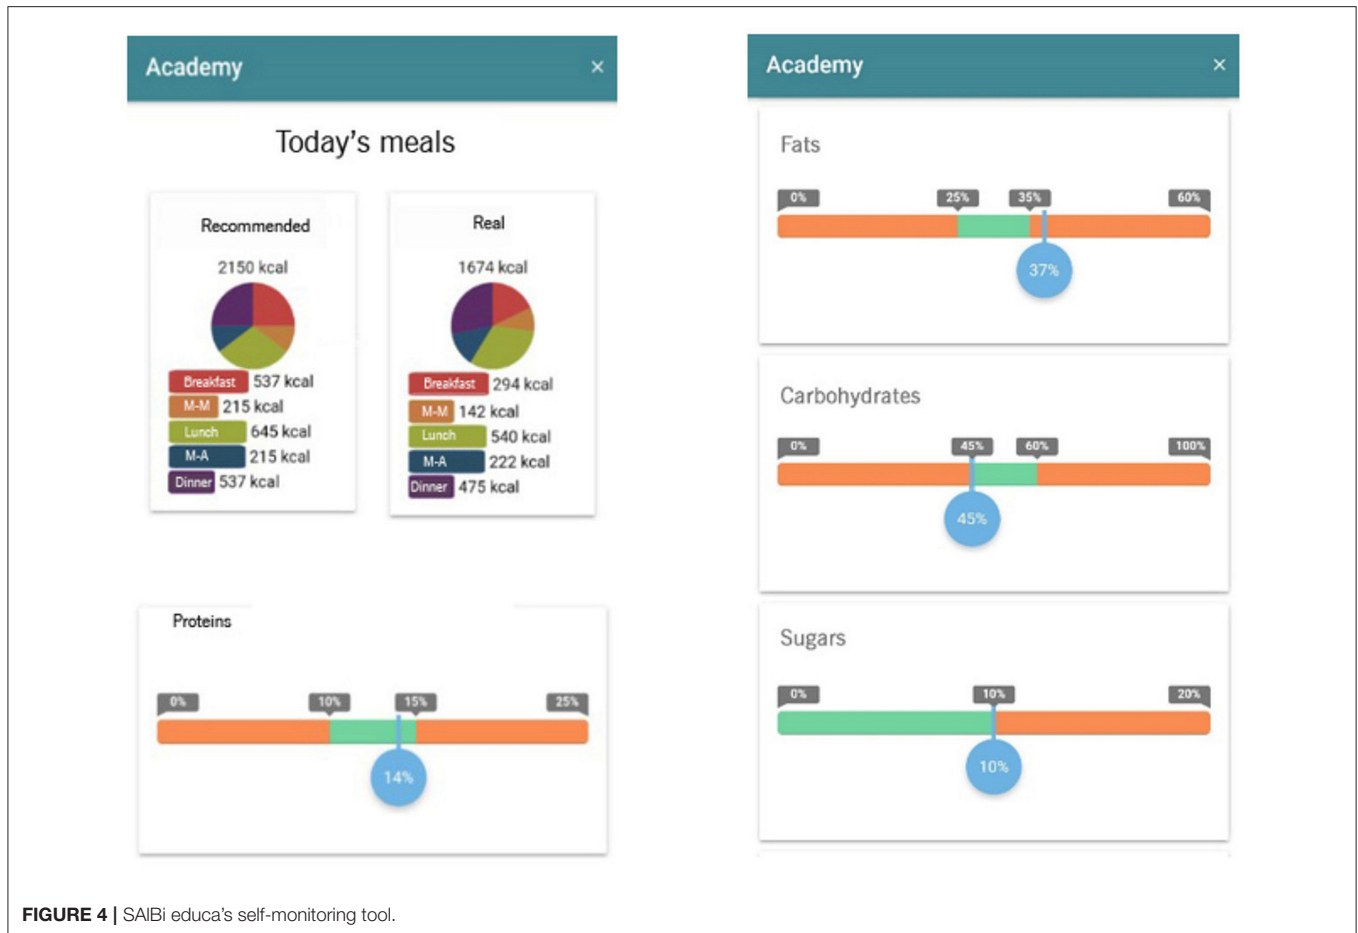 Academy ×
Today's meals
Recommended
2150 kcal
Breakfast 537 kcal
M-M 215 kcal
Lunch 645 kcal
M-A 215 kcal
Dinner 537 kcal
Real
1674 kcal
Breakfast 294 kcal
M-M 142 kcal
Lunch 540 kcal
M-A 222 kcal
Dinner 475 kcal
Proteins
0% 10% 15% 25%
14%
Academy ×
Fats
0% 25% 35% 60%
37%
Carbohydrates
0% 45% 60% 100%
45%
Sugars
0% 10% 20%
10%
FIGURE 4 | SAIBi educa's self-monitoring tool.